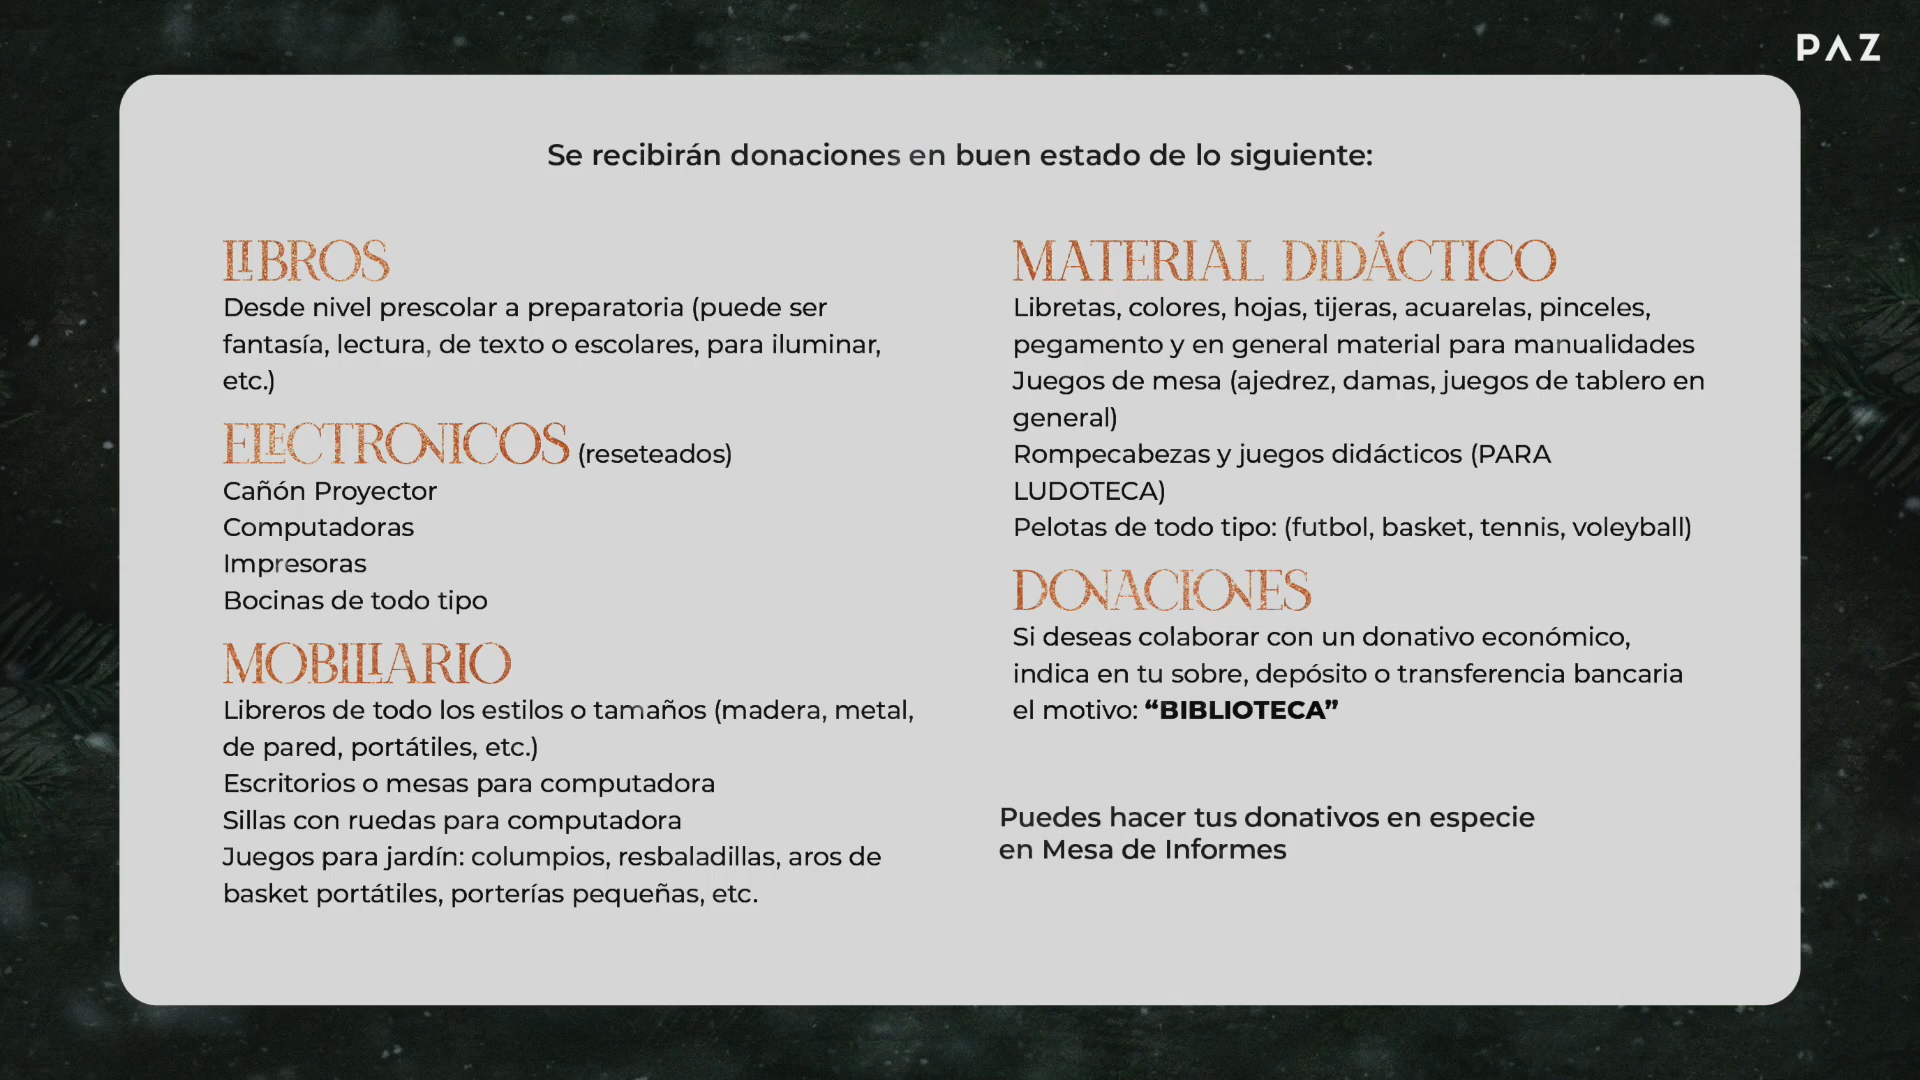 PAZ
Se recibirán donaciones en buen estado de lo siguiente:
LIBROS
Desde nivel prescolar a preparatoria (puede ser
fantasía, lectura, de texto o escolares, para iluminar,
etc.)
ELECTRONICOS (reseteados)
Cañón Proyector
Computadoras
Impresoras
Bocinas de todo tipo
MOBILIARIO
Libreros de todo los estilos o tamaños (madera, metal,
de pared, portátiles, etc.)
Escritorios o mesas para computadora
Sillas con ruedas para computadora
Juegos para jardín: columpios, resbaladillas, aros de
basket portátiles, porterías pequeñas, etc.
MATERIAL DIDÁCTICO
Libretas, colores, hojas, tijeras, acuarelas, pinceles,
pegamento y en general material para manualidades
Juegos de mesa (ajedrez, damas, juegos de tablero en
general)
Rompecabezas y juegos didácticos (PARA
LUDOTECA)
Pelotas de todo tipo: (futbol, basket, tennis, voleyball)
DONACIONES
Si deseas colaborar con un donativo económico,
indica en tu sobre, depósito o transferencia bancaria
el motivo: “BIBLIOTECA”
Puedes hacer tus donativos en especie
en Mesa de Informes